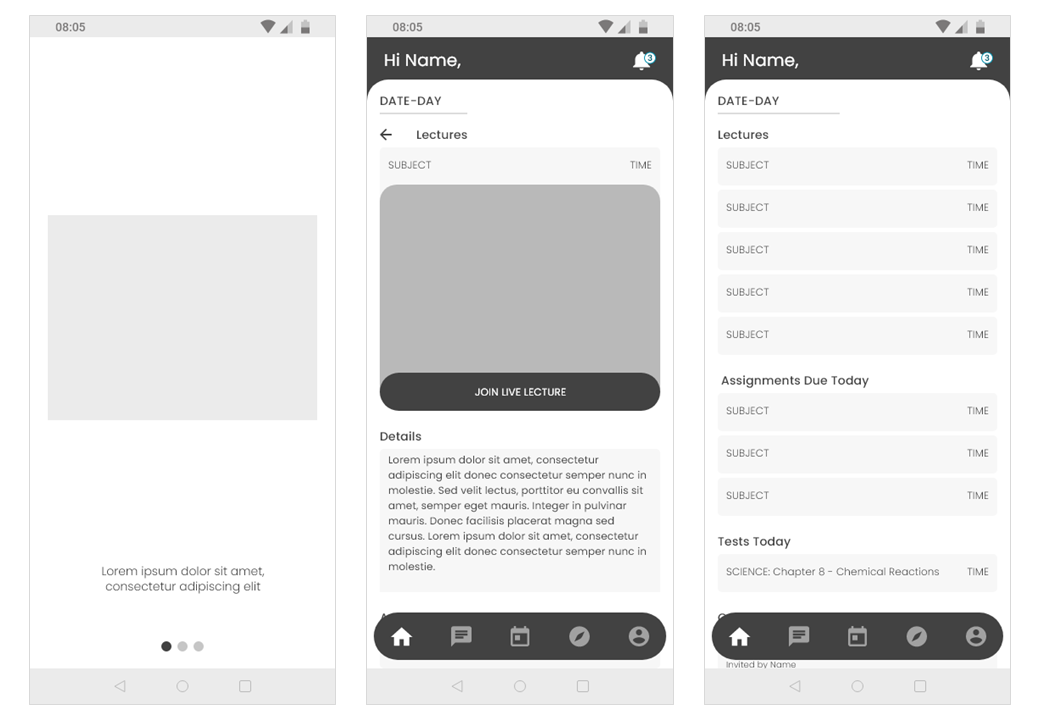 08:05
Lorem ipsum dolor sit amet,
consectetur adipiscing elit
08:05
Hi Name,
3
DATE-DAY
Lectures
SUBJECT TIME
JOIN LIVE LECTURE
Details
Lorem ipsum dolor sit amet, consectetur
adipiscing elit donec consectetur semper nunc in
molestie. Sed velit lectus, porttitor eu convallis sit
amet, semper eget mauris. Integer in pulvinar
mauris. Donec facilisis placerat magna sed
cursus. Lorem ipsum dolor sit amet, consectetur
adipiscing elit donec consectetur semper nunc in
molestie.
08:05
Hi Name,
3
DATE-DAY
Lectures
SUBJECT TIME
SUBJECT TIME
SUBJECT TIME
SUBJECT TIME
SUBJECT TIME
Assignments Due Today
SUBJECT TIME
SUBJECT TIME
SUBJECT TIME
Tests Today
SCIENCE: Chapter 8 - Chemical Reactions TIME
Invited by Name